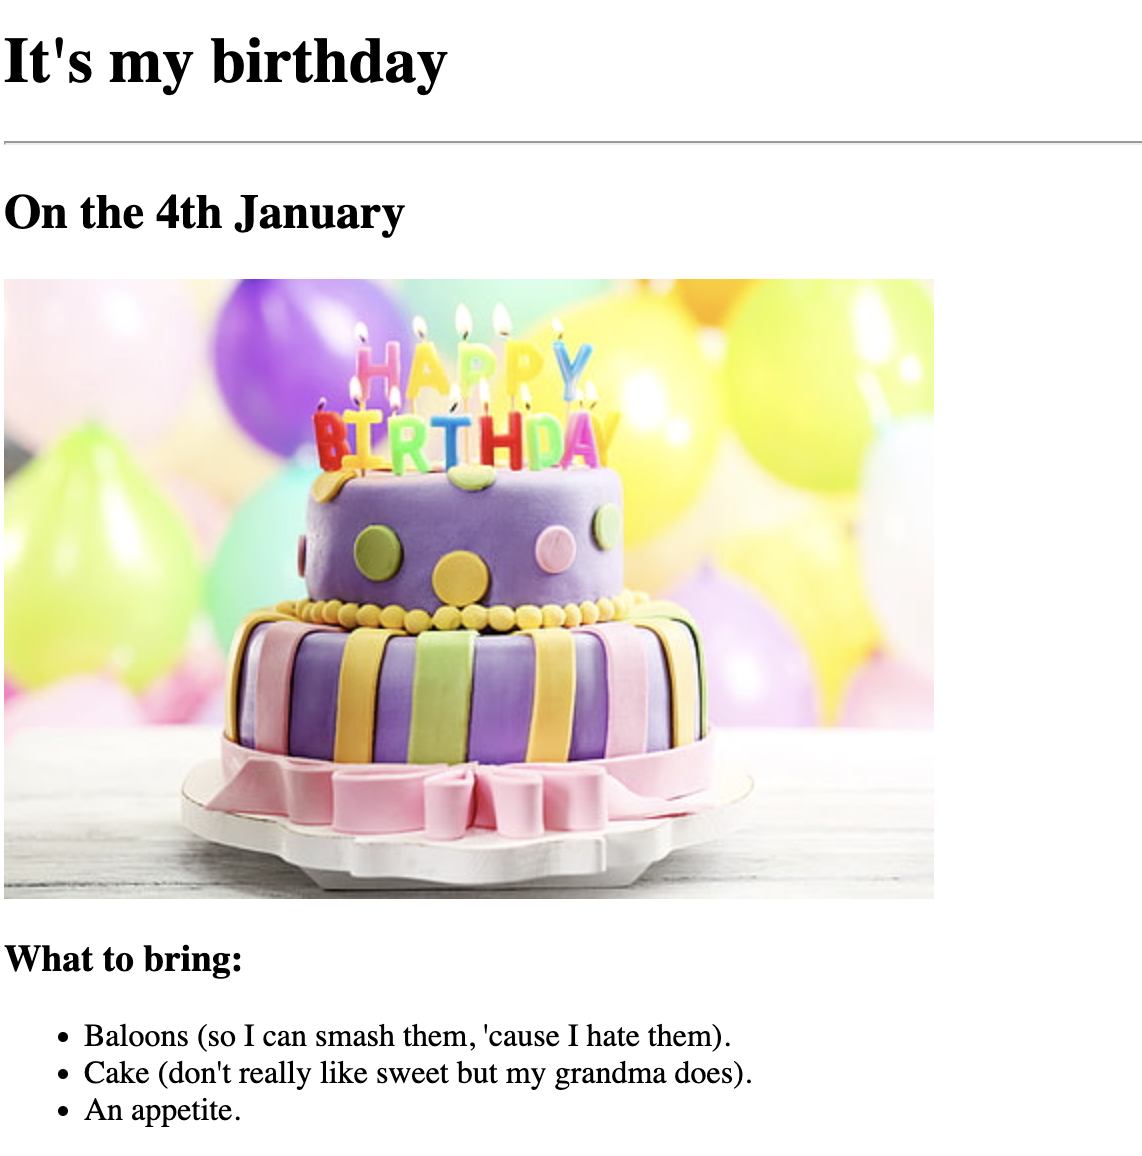 It's my birthday
On the 4th January
HAPPY
BIRTHDAY
What to bring:
Baloons (so I can smash them, 'cause I hate them).
Cake (don't really like sweet but my grandma does).
An appetite.